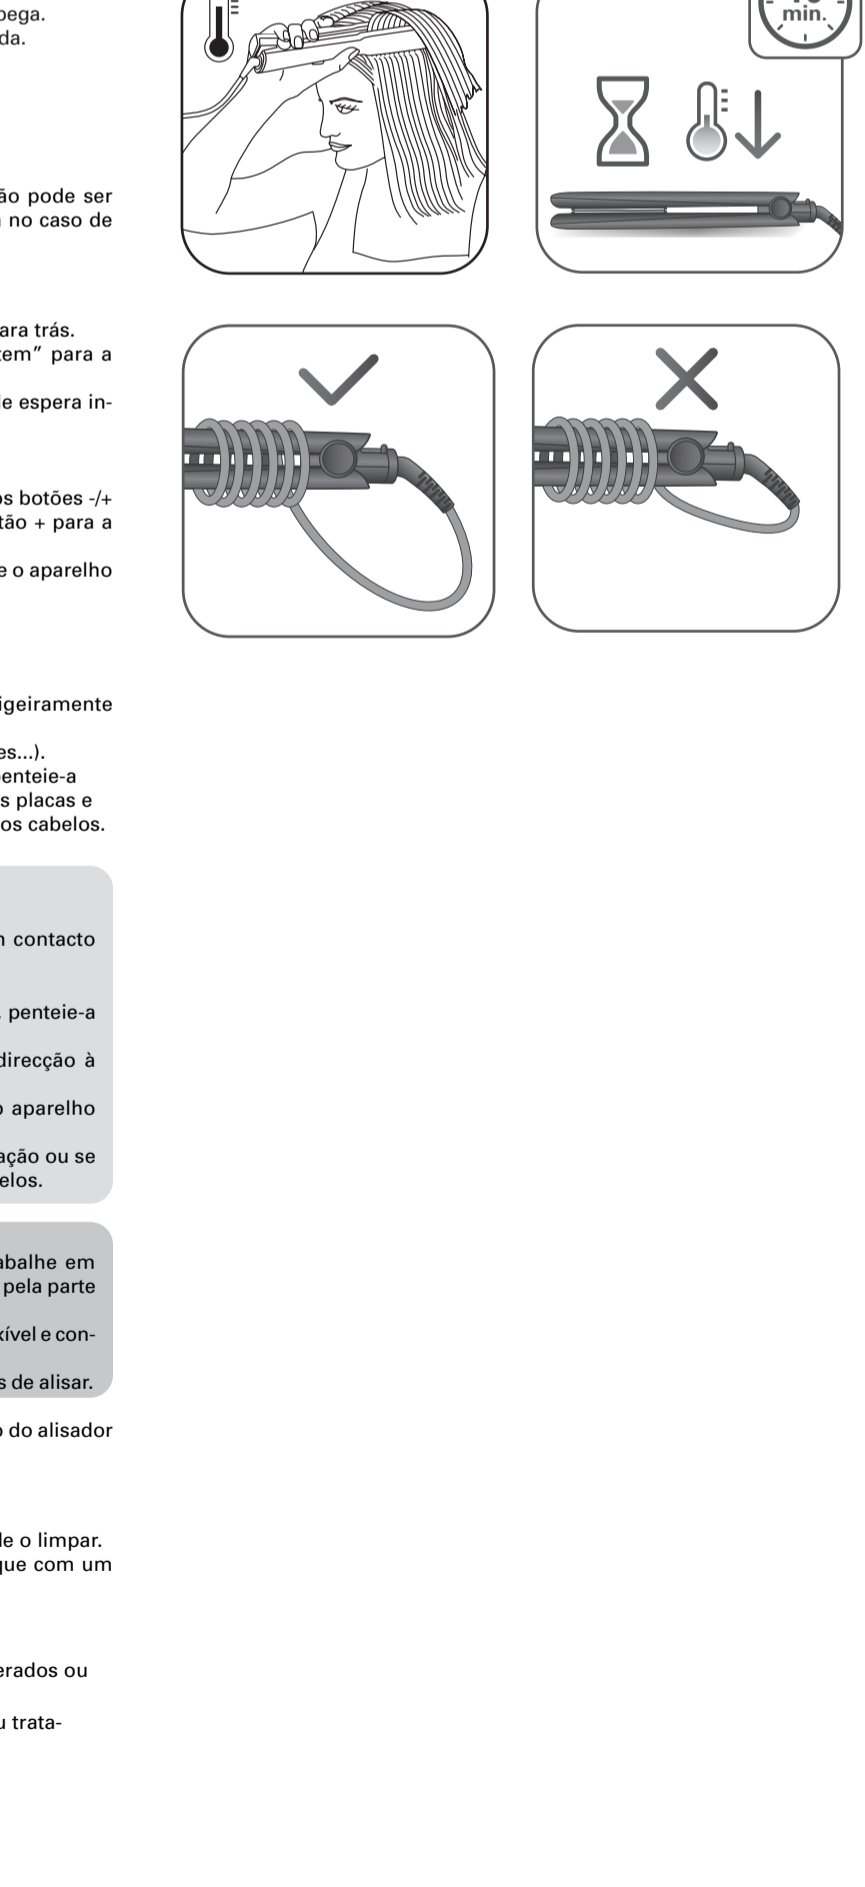 pega.
da.
min.
ão pode ser
no caso de
ara trás.
tem” para a
le espera in-
os botões -/+
tão + para a
e o aparelho
igeiramente
es...).
enteie-a
s placas e
os cabelos.
contacto
penteie-a
direcção à
o aparelho
ação ou se
elos.
abalhe em
pela parte
xível e con-
s de alisar.
o do alisador
le o limpar.
que com um
erados ou
u trata-